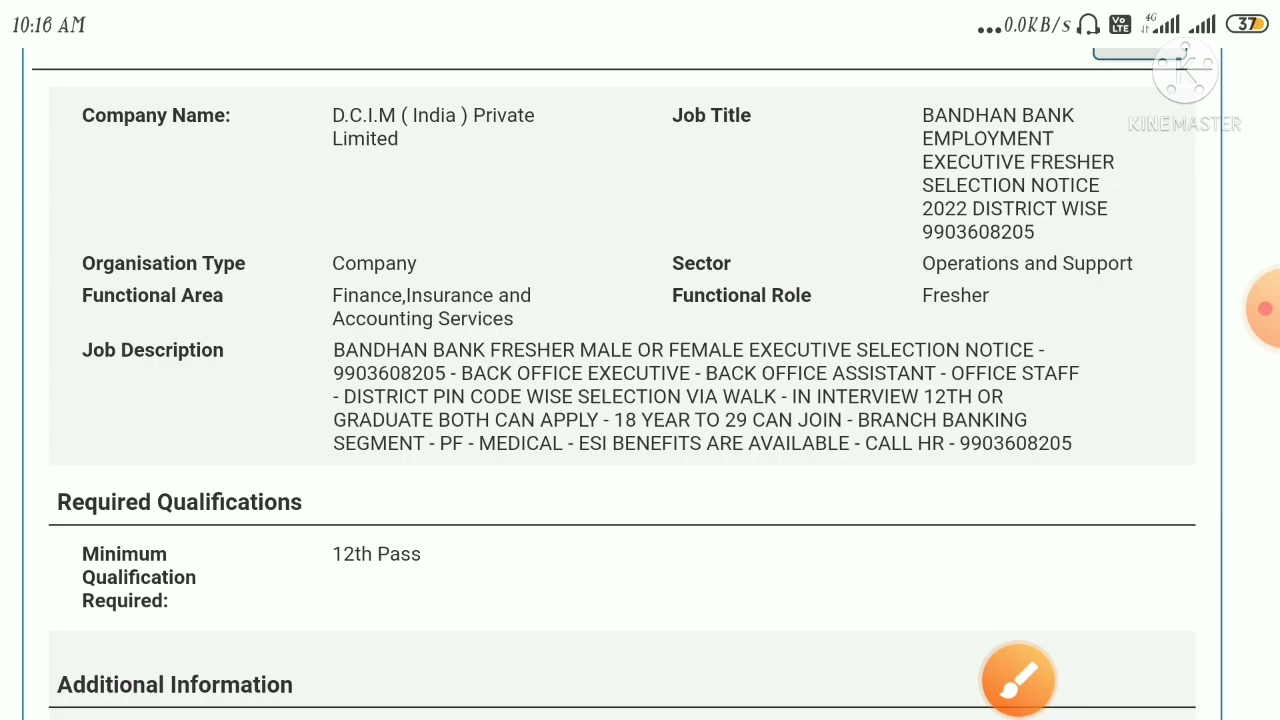 10:16 AM
...0.0KB/s
Vo LTE
4G
37
KINEMASTER
Company Name:
D.C.I.M ( India ) Private
Limited
Job Title
BANDHAN BANK
EMPLOYMENT
EXECUTIVE FRESHER
SELECTION NOTICE
2022 DISTRICT WISE
9903608205
Organisation Type
Company
Sector
Operations and Support
Functional Area
Finance,Insurance and
Accounting Services
Functional Role
Fresher
Job Description
BANDHAN BANK FRESHER MALE OR FEMALE EXECUTIVE SELECTION NOTICE -
9903608205 - BACK OFFICE EXECUTIVE - BACK OFFICE ASSISTANT - OFFICE STAFF
- DISTRICT PIN CODE WISE SELECTION VIA WALK - IN INTERVIEW 12TH OR
GRADUATE BOTH CAN APPLY - 18 YEAR TO 29 CAN JOIN - BRANCH BANKING
SEGMENT - PF - MEDICAL - ESI BENEFITS ARE AVAILABLE - CALL HR - 9903608205
Required Qualifications
Minimum
Qualification
Required:
12th Pass
Additional Information